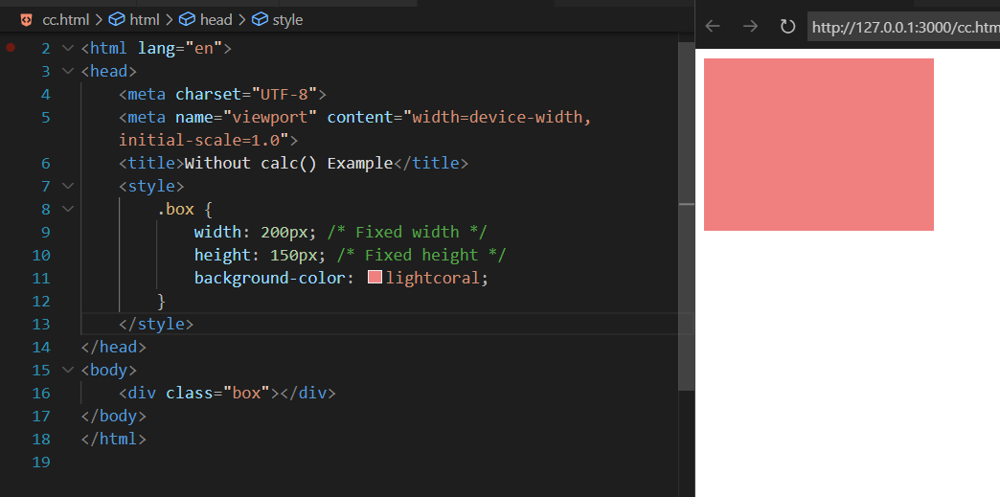 cc.html > html > head > style
http://127.0.0.1:3000/cc.htm
2 <html lang="en">
3 <head>
4 <meta charset="UTF-8">
5 <meta name="viewport" content="width=device-width,
initial-scale=1.0">
6 <title>Without calc() Example</title>
7 <style>
8 .box {
9 width: 200px; /* Fixed width */
10 height: 150px; /* Fixed height */
11 background-color: lightcoral;
12 }
13 </style>
14 </head>
15 <body>
16 <div class="box"></div>
17 </body>
18 </html>
19